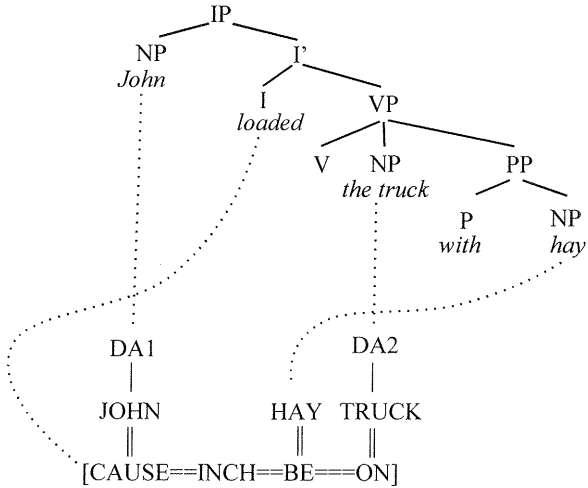 IP
NP I’
John
I VP
loaded
V NP PP
the truck
P NP
with hay
DA1 DA2
JOHN HAY TRUCK
[CAUSE==INCH==BE===ON]